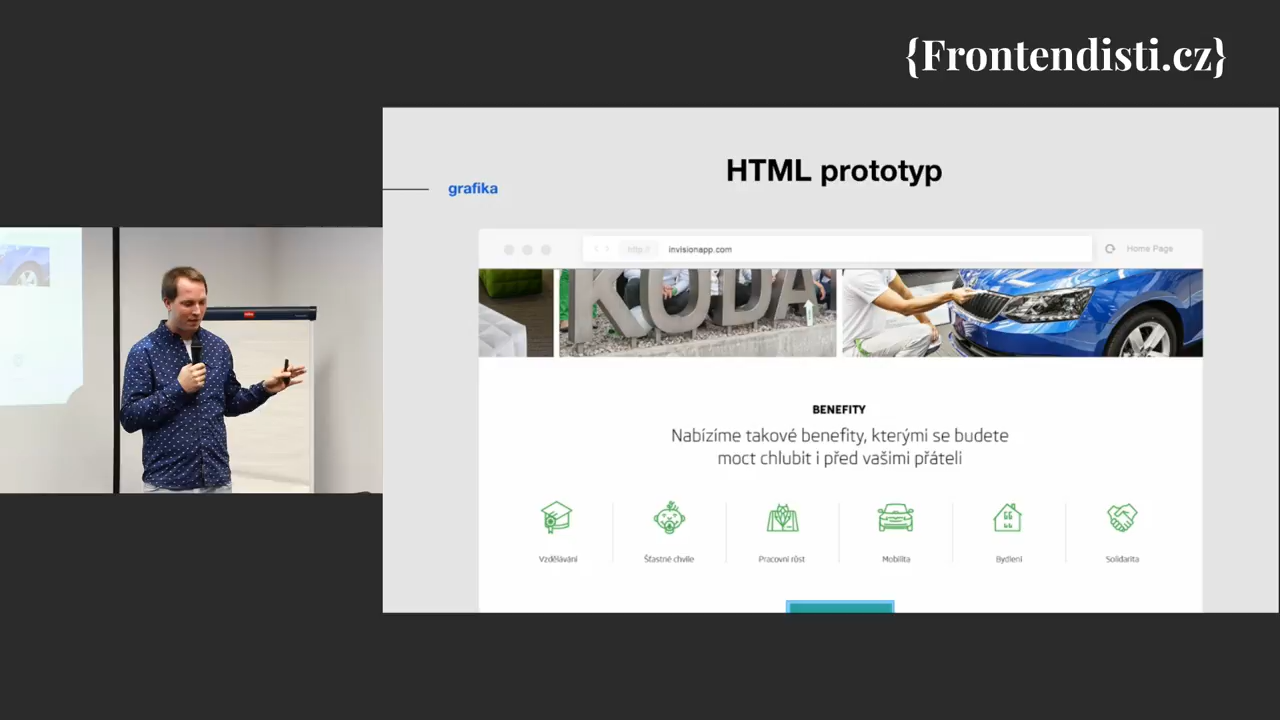 {Frontendisti.cz}
HTML prototyp
grafika
http://
invisionapp.com
Home Page
KODA
BENEFITY
Nabízíme takové benefity, kterými se budete
moct chlubit i před vašimi přáteli
Vzdělávání
Šťastné chvíle
Pracovní růst
Mobilita
Bydlení
Solidarita